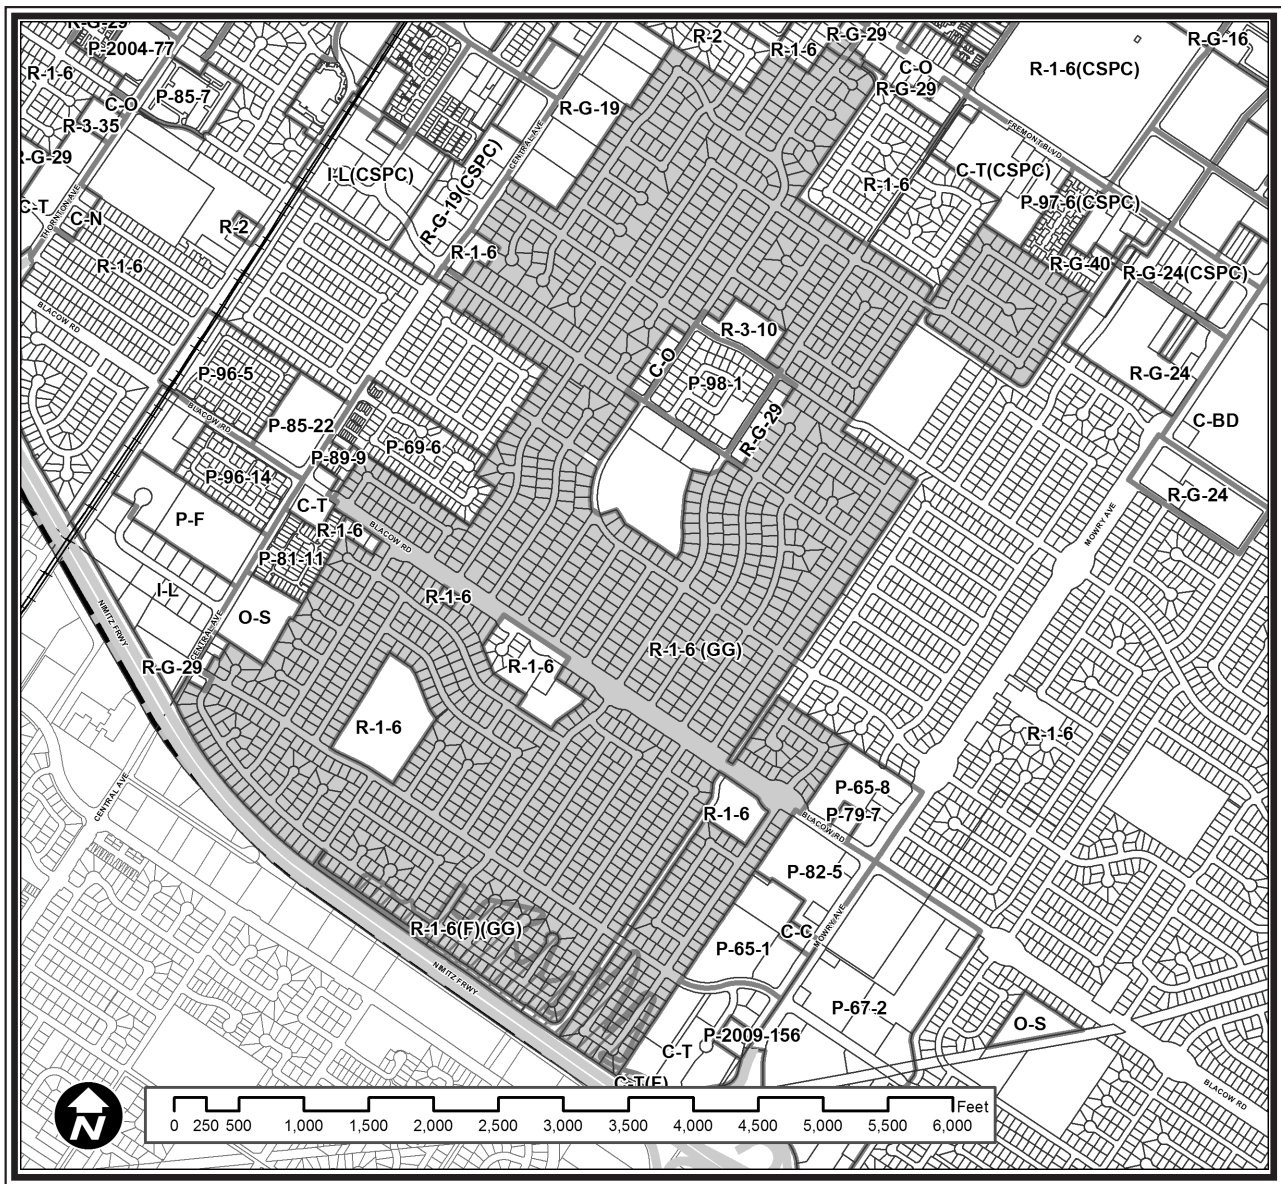 R-G-29
P-2004-77
R-2
R-1-6
R-G-29
R-G-16
R-1-6
C-O
R-G-29
R-1-6(CSPC)
P-85-7
C-O
R-3-35
R-G-19
CENTRAL AVE
FREMONT BLVD
R-G-29
I-L(CSPC)
R-G-19(CSPC)
R-1-6
C-T(CSPC)
P-97-6(CSPC)
THORNTON AVE
C-T
C-N
R-2
R-1-6
R-1-6
R-G-40
R-G-24(CSPC)
BLACOW RD
R-3-10
C-O
P-98-1
P-96-5
R-G-24
R-G-29
C-BD
BLACOW RD
P-85-22
P-69-6
P-89-9
P-96-14
C-T
R-G-24
P-F
R-1-6
BLACOW RD
MOWRY AVE
P-81-11
I-L
R-1-6
NIMITZ FRWY
O-S
CENTRAL AVE
R-1-6 (GG)
R-G-29
R-1-6
R-1-6
R-1-6
CENTRAL AVE
P-65-8
R-1-6
P-79-7
BLACOW RD
P-82-5
R-1-6(F)(GG)
C-C
MOWRY AVE
P-65-1
NIMITZ FRWY
P-67-2
O-S
P-2009-156
C-T
C-T(F)
BLACOW RD
N
0 250 500 1,000 1,500 2,000 2,500 3,000 3,500 4,000 4,500 5,000 5,500 6,000
Feet